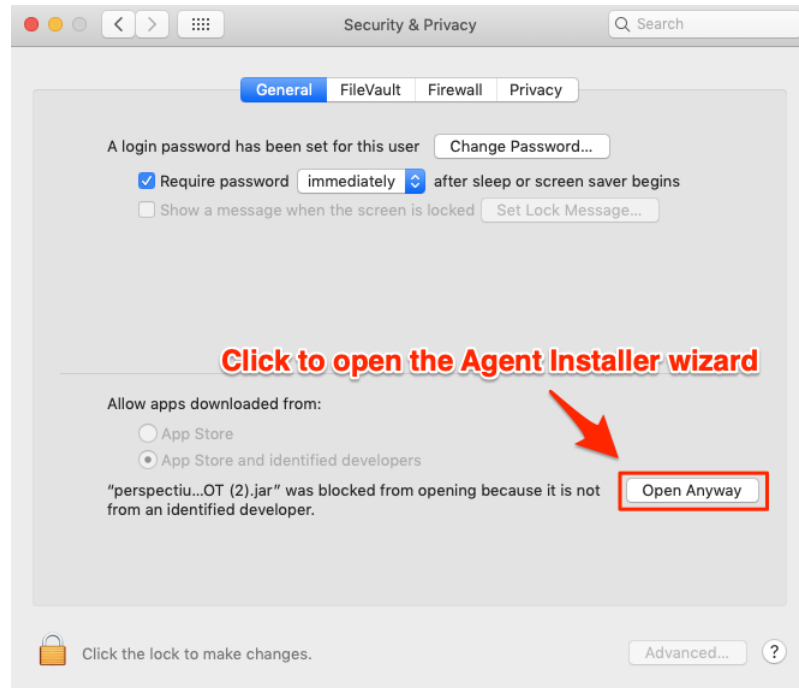 Security & Privacy
Search
General FileVault Firewall Privacy
A login password has been set for this user Change Password...
Require password immediately after sleep or screen saver begins
Show a message when the screen is locked Set Lock Message...
Click to open the Agent Installer wizard
Allow apps downloaded from:
App Store
App Store and identified developers
“perspectiu...OT (2).jar” was blocked from opening because it is not
from an identified developer.
Open Anyway
Click the lock to make changes.
Advanced...
?